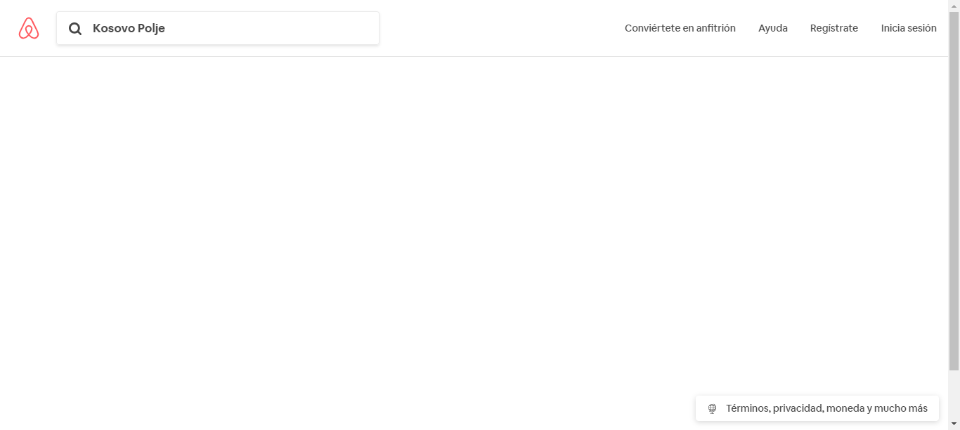 Kosovo Polje
Conviértete en anfitrión
Ayuda
Regístrate
Inicia sesión
Términos, privacidad, moneda y mucho más